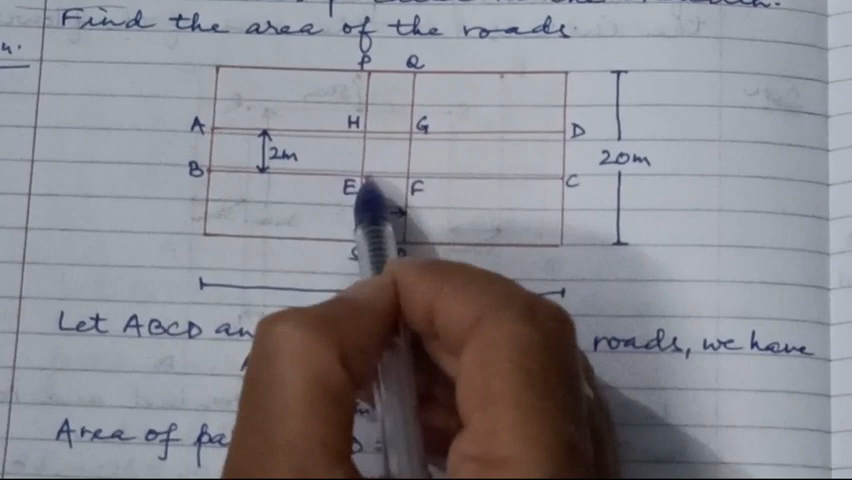 Find the area of the roads.
P Q
A H G D
2m 20m
B E F C
Let ABCD an roads, we have
Area of pa